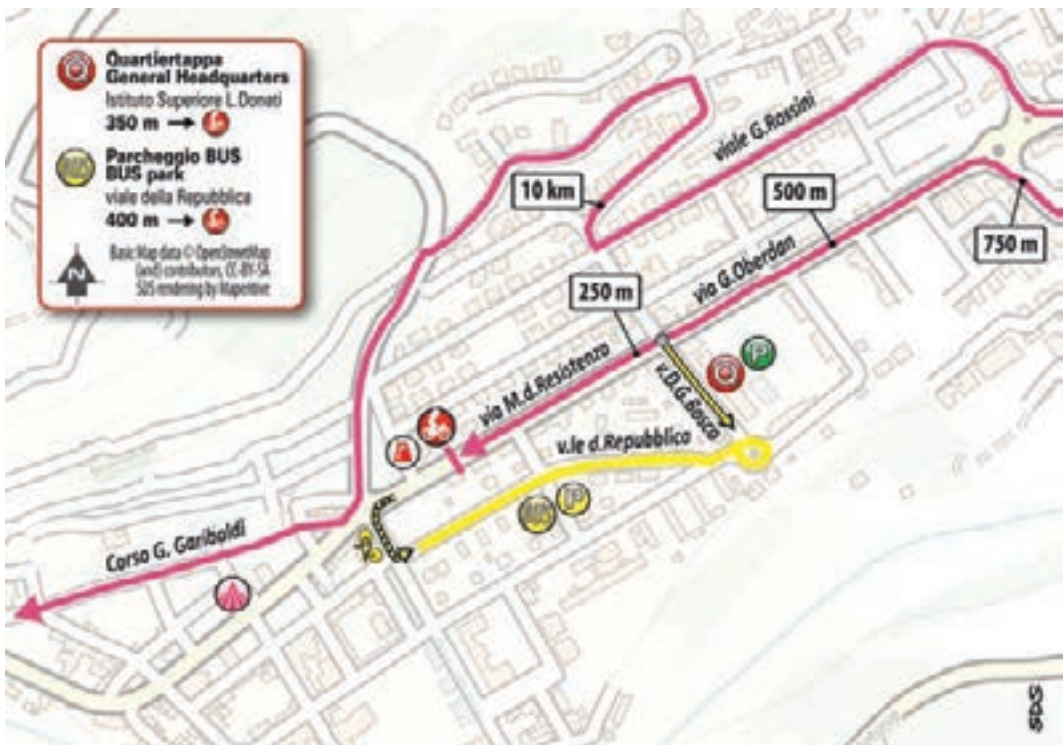 Quartiertappa
General Headquarters
Istituto Superiore L.Donati
350 m
Parcheggio BUS
BUS park
viale della Repubblica
400 m
Basic Map data © OpenStreetMap
(and) contributors, CC-BY-SA
SDS rendering by Mapentive
N
viale G.Rossini
10 km
500 m
750 m
via G.Oberdan
250 m
P
via M.d.Resistenza
v.D.G.Bosco
v.le d.Repubblica
P
Corso G. Garibaldi
SDS